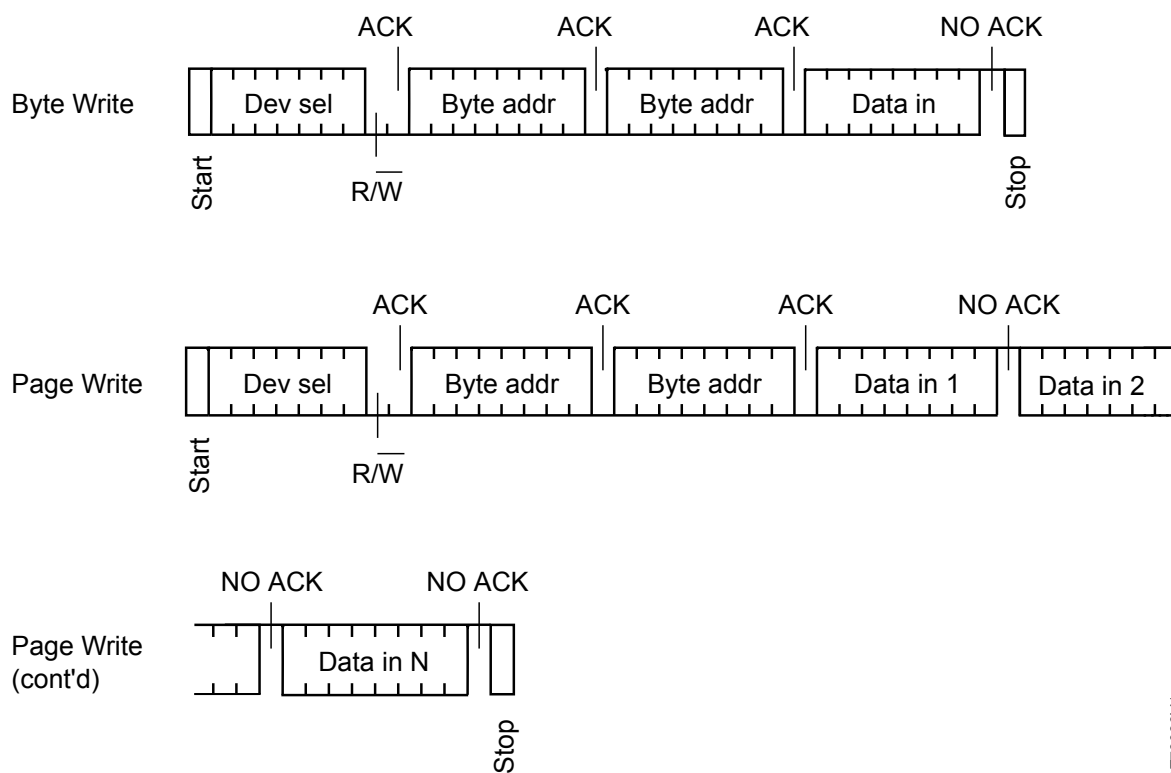 ACK ACK ACK NO ACK
Byte Write Dev sel Byte addr Byte addr Data in
Start R/W̅ Stop
ACK ACK ACK NO ACK
Page Write Dev sel Byte addr Byte addr Data in 1 Data in 2
Start R/W̅
NO ACK NO ACK
Page Write
(cont'd) Data in N
Stop